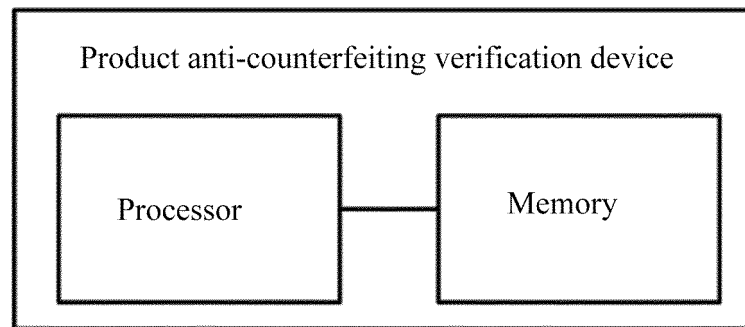 Product anti-counterfeiting verification device
Processor
Memory